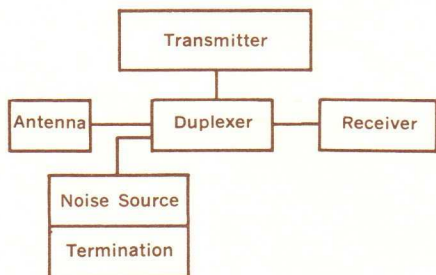 Transmitter
Antenna
Duplexer
Receiver
Noise Source
Termination